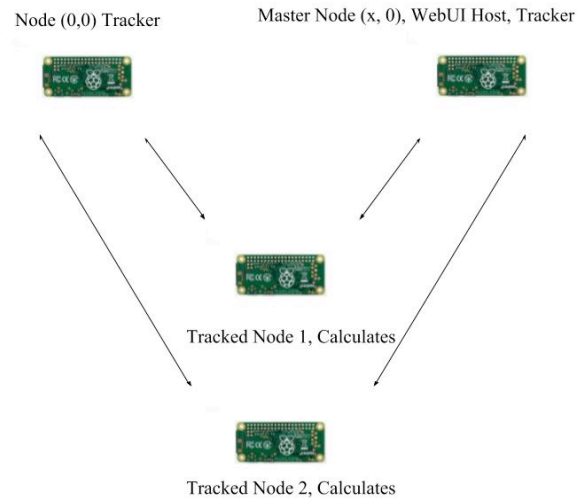 Node (0,0) Tracker
Master Node (x, 0), WebUI Host, Tracker
Tracked Node 1, Calculates
Tracked Node 2, Calculates